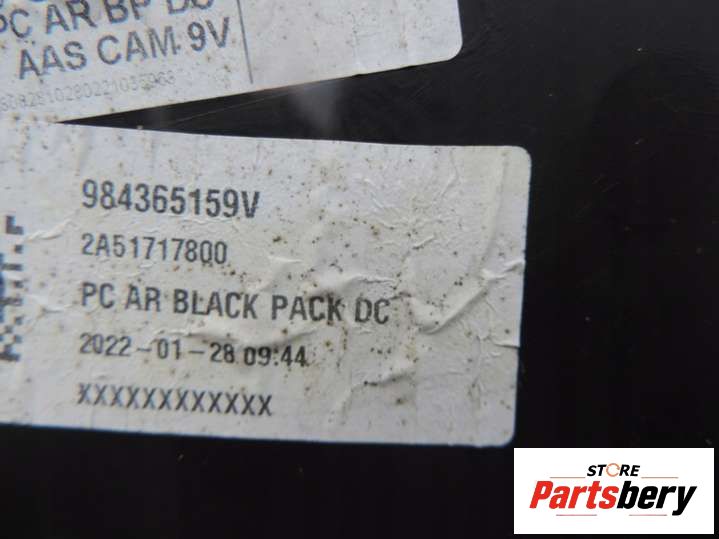 PC AR BP DC
AAS CAM 9V
984365159V
2A51717800
PC AR BLACK PACK DC
2022-01-28 09:44
XXXXXXXXXXXX
STORE
Partsbery